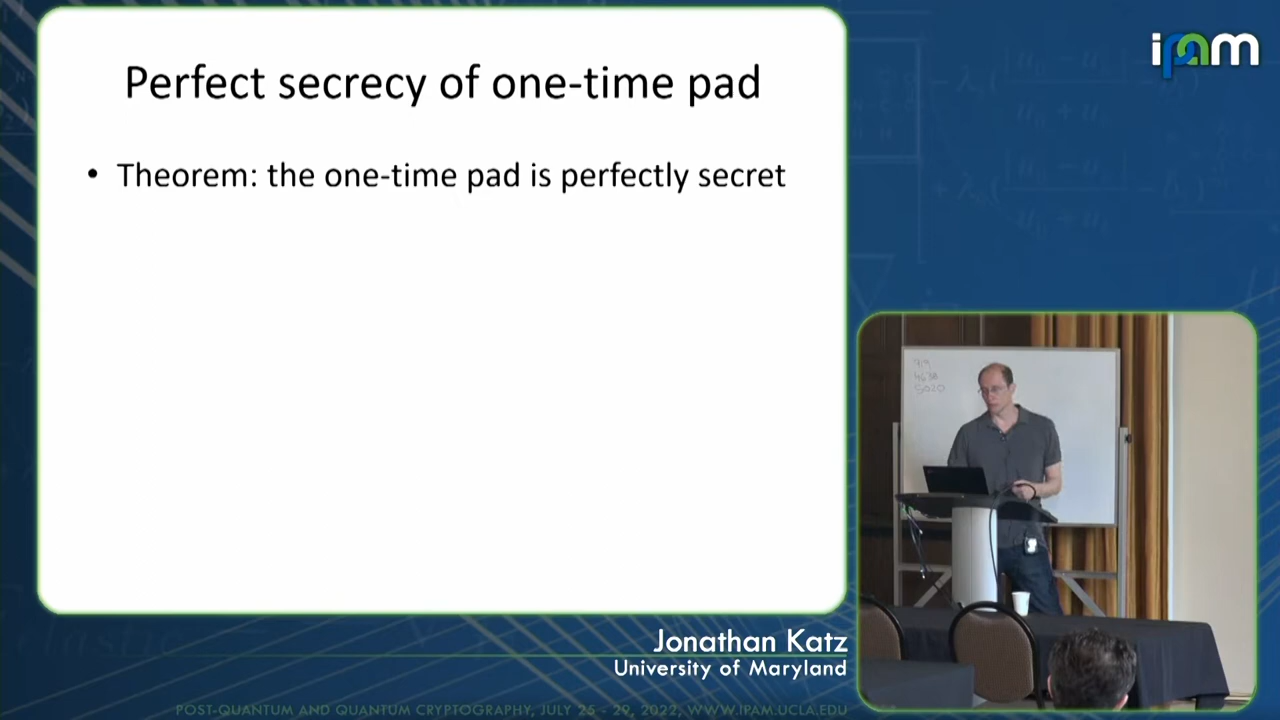 Perfect secrecy of one-time pad
• Theorem: the one-time pad is perfectly secret
ipam
Jonathan Katz
University of Maryland
POST-QUANTUM AND QUANTUM CRYPTOGRAPHY, JULY 25 - 29, 2022, WWW.IPAM.UCLA.EDU